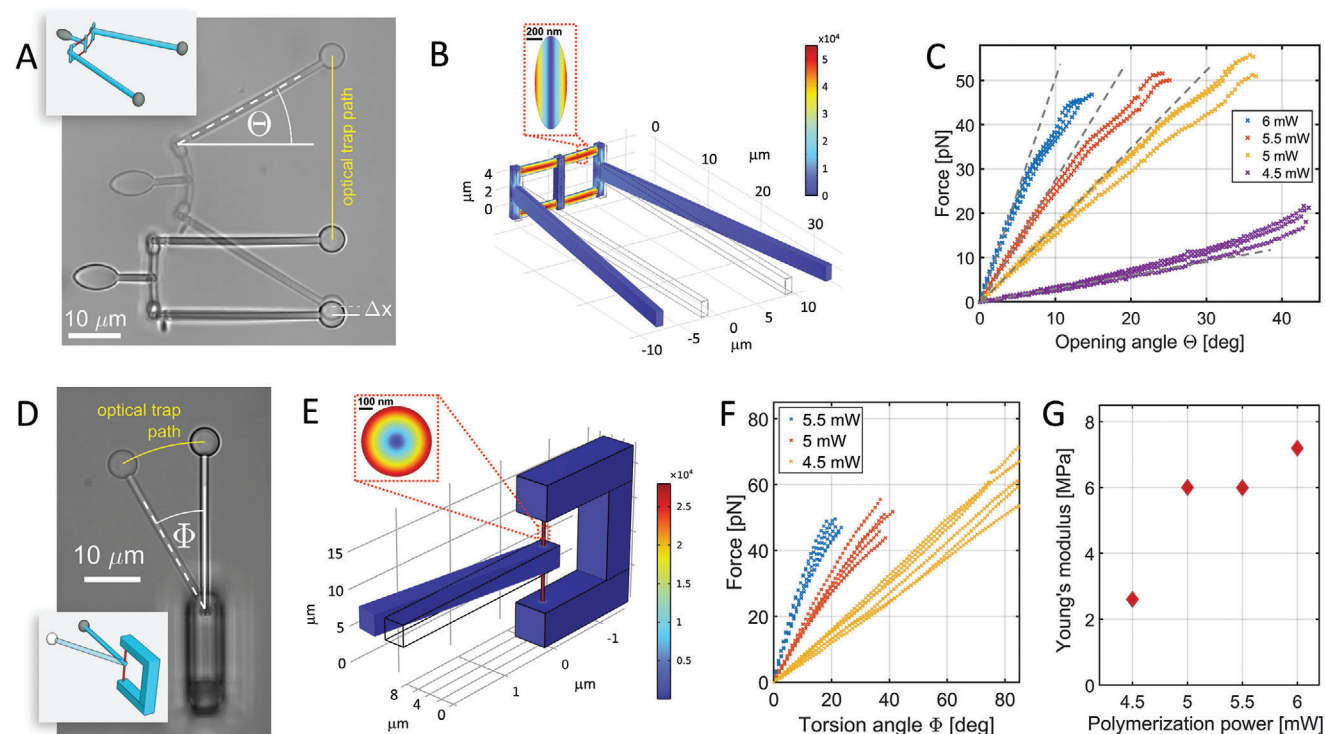 A
Θ
optical trap path
Δx
10 μm
B
200 nm
×10⁴
5
4
3
2
1
0
μm
4
2
0
0
10
20
30
μm
10
5
0
-5
-10
μm
C
Force [pN]
50
40
30
20
10
0
6 mW
5.5 mW
5 mW
4.5 mW
0 10 20 30 40
Opening angle Θ [deg]
D
optical trap
path
Φ
10 μm
E
100 nm
×10⁴
2.5
2
1.5
1
0.5
15
10
5
0
μm
8
4
0
μm
1
0
-1
μm
F
Force [pN]
80
60
40
20
0
5.5 mW
5 mW
4.5 mW
0 20 40 60 80
Torsion angle Φ [deg]
G
Young's modulus [MPa]
8
6
4
2
0
4.5 5 5.5 6
Polymerization power [mW]